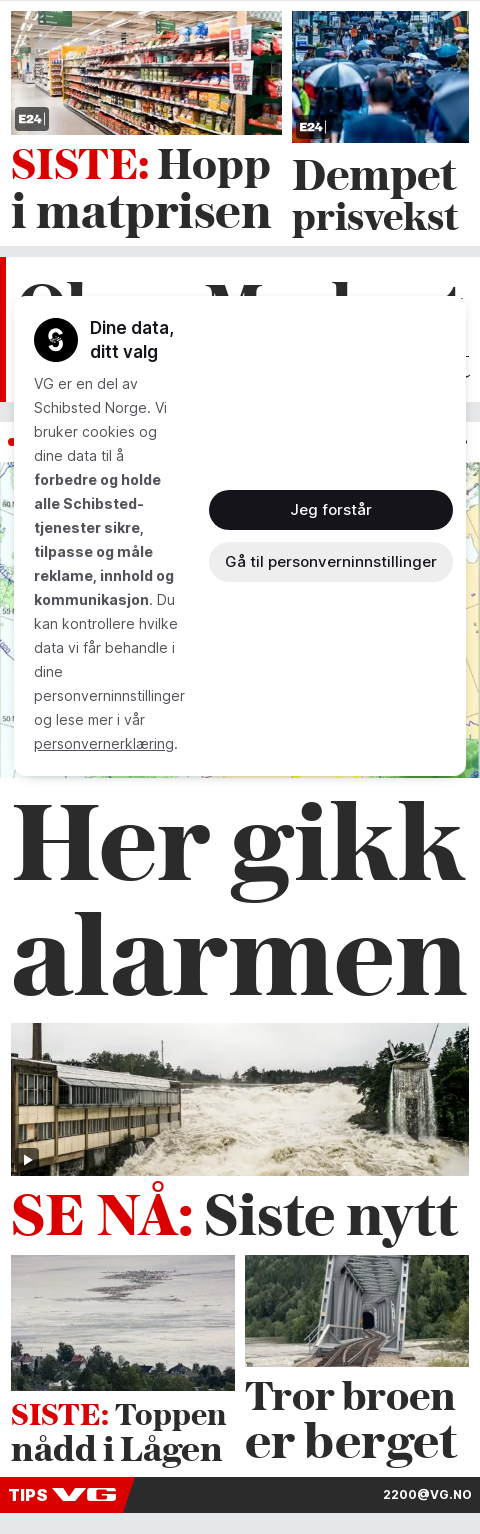 E24
SISTE: Hopp
i matprisen
E24
Dempet
prisvekst
Dine data,
ditt valg
VG er en del av
Schibsted Norge. Vi
bruker cookies og
dine data til å
forbedre og holde
alle Schibsted-
tjenester sikre,
tilpasse og måle
reklame, innhold og
kommunikasjon. Du
kan kontrollere hvilke
data vi får behandle i
dine
personverninnstillinger
og lese mer i vår
personvernerklæring.
Jeg forstår
Gå til personverninnstillinger
Her gikk
alarmen
SE NÅ: Siste nytt
SISTE: Toppen
nådd i Lågen
Tror broen
er berget
TIPS VG
2200@VG.NO